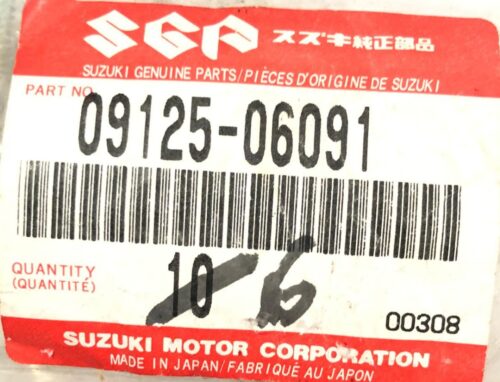 SGP スズキ純正部品
SUZUKI GENUINE PARTS/PIÈCES D'ORIGINE DE SUZUKI
PART NO.
09125-06091
QUANTITY
(QUANTITÉ)
10 6
00308
SUZUKI MOTOR CORPORATION
MADE IN JAPAN/FABRIQUÉ AU JAPON